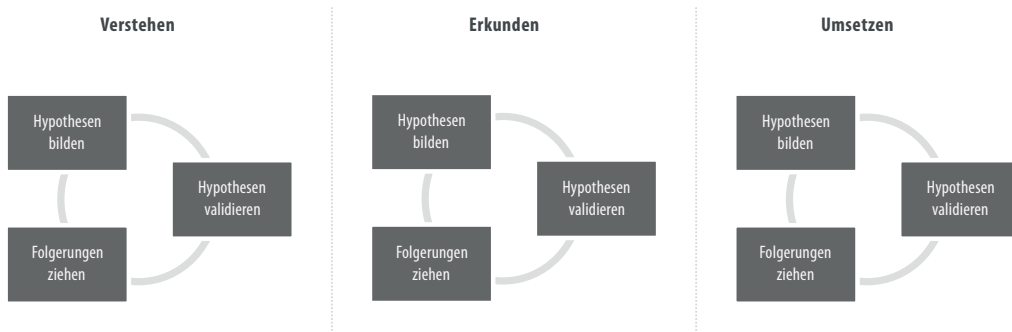 Verstehen
Hypothesen
bilden
Hypothesen
validieren
Folgerungen
ziehen
Erkunden
Hypothesen
bilden
Hypothesen
validieren
Folgerungen
ziehen
Umsetzen
Hypothesen
bilden
Hypothesen
validieren
Folgerungen
ziehen